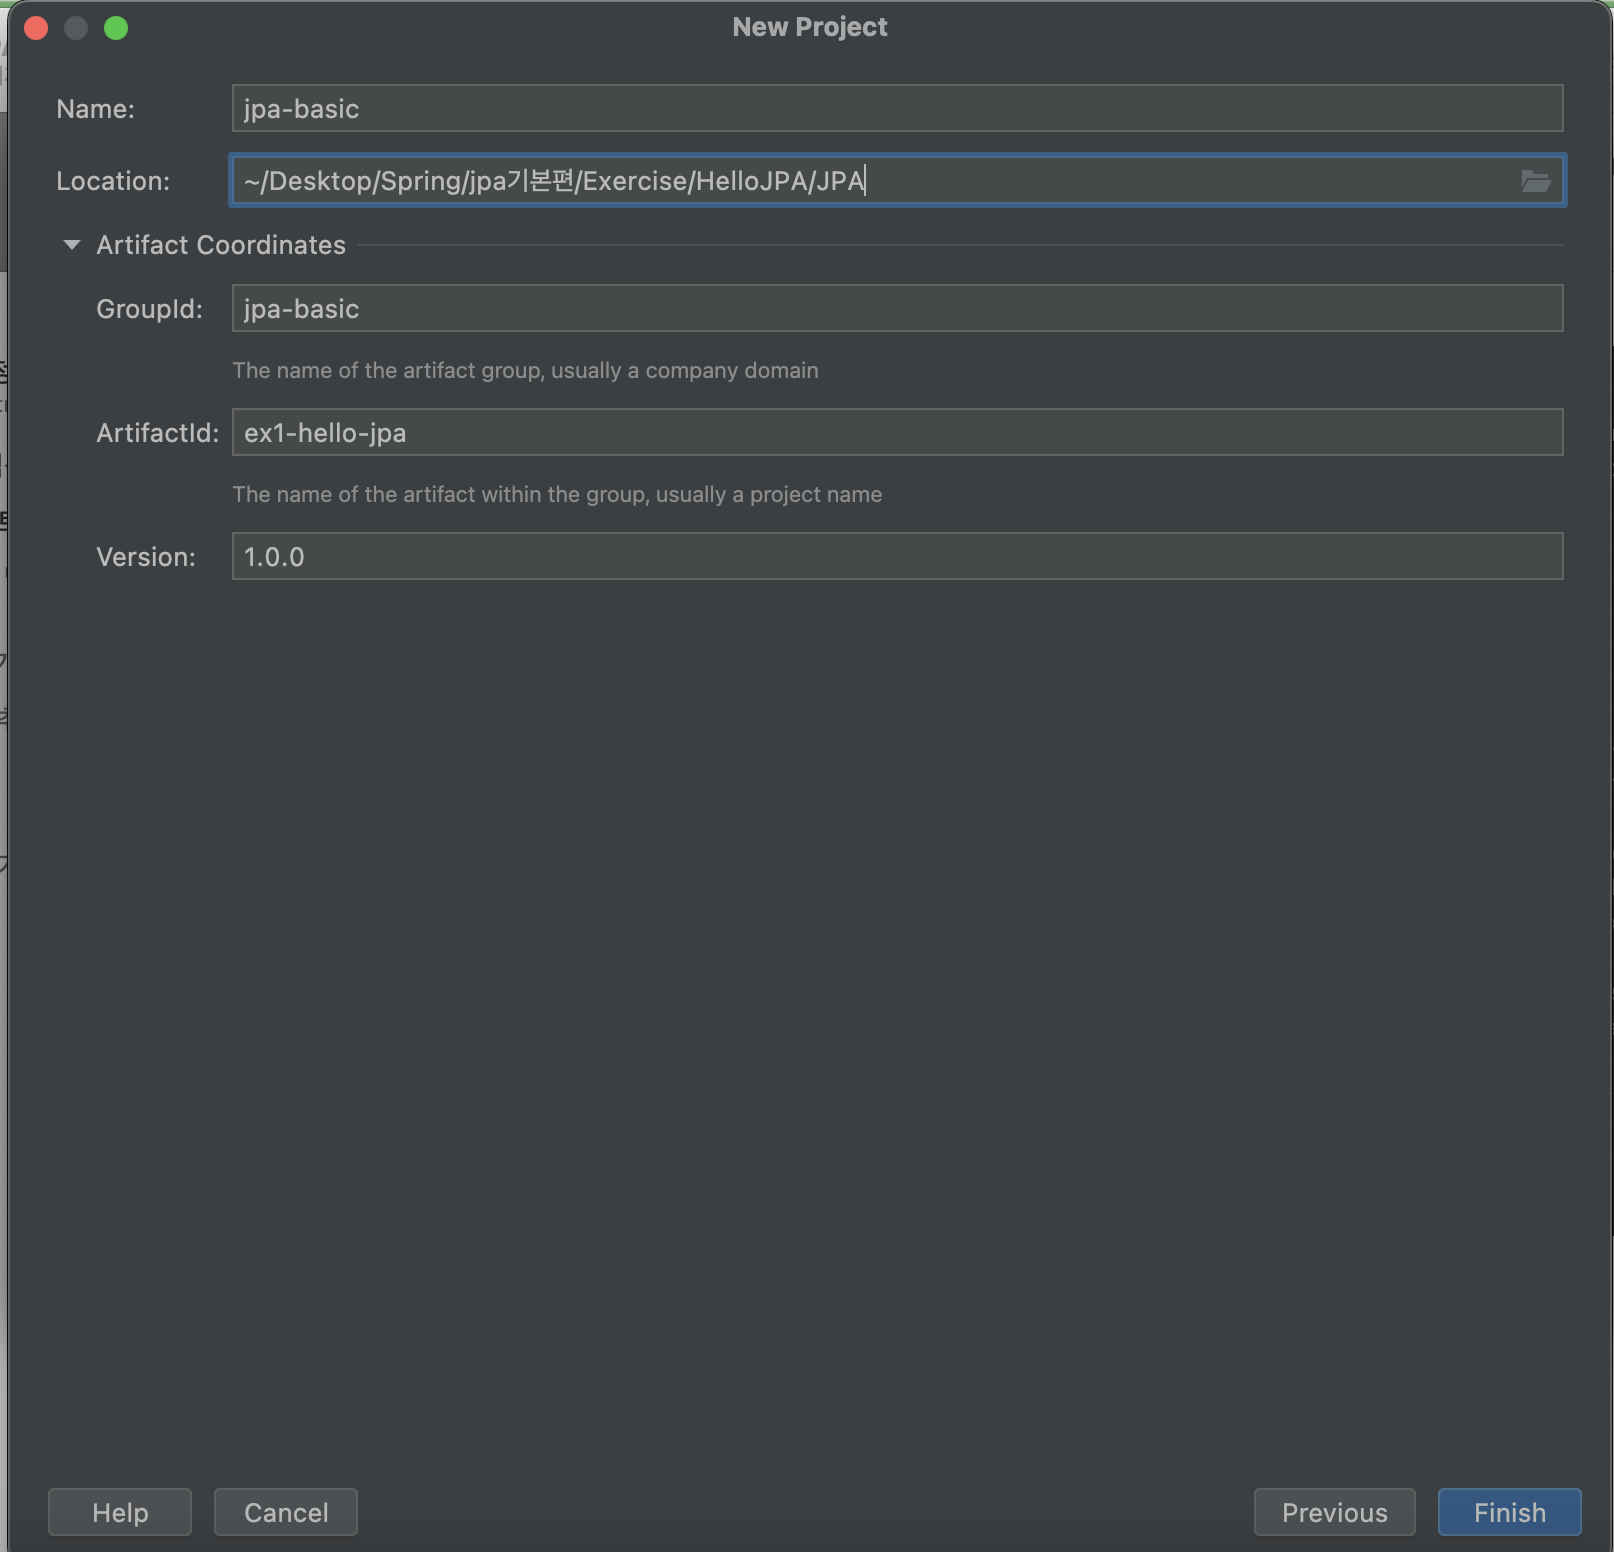 New Project
Name: jpa-basic
Location: ~/Desktop/Spring/jpa기본편/Exercise/HelloJPA/JPA
Artifact Coordinates
GroupId: jpa-basic
The name of the artifact group, usually a company domain
ArtifactId: ex1-hello-jpa
The name of the artifact within the group, usually a project name
Version: 1.0.0
Help Cancel Previous Finish